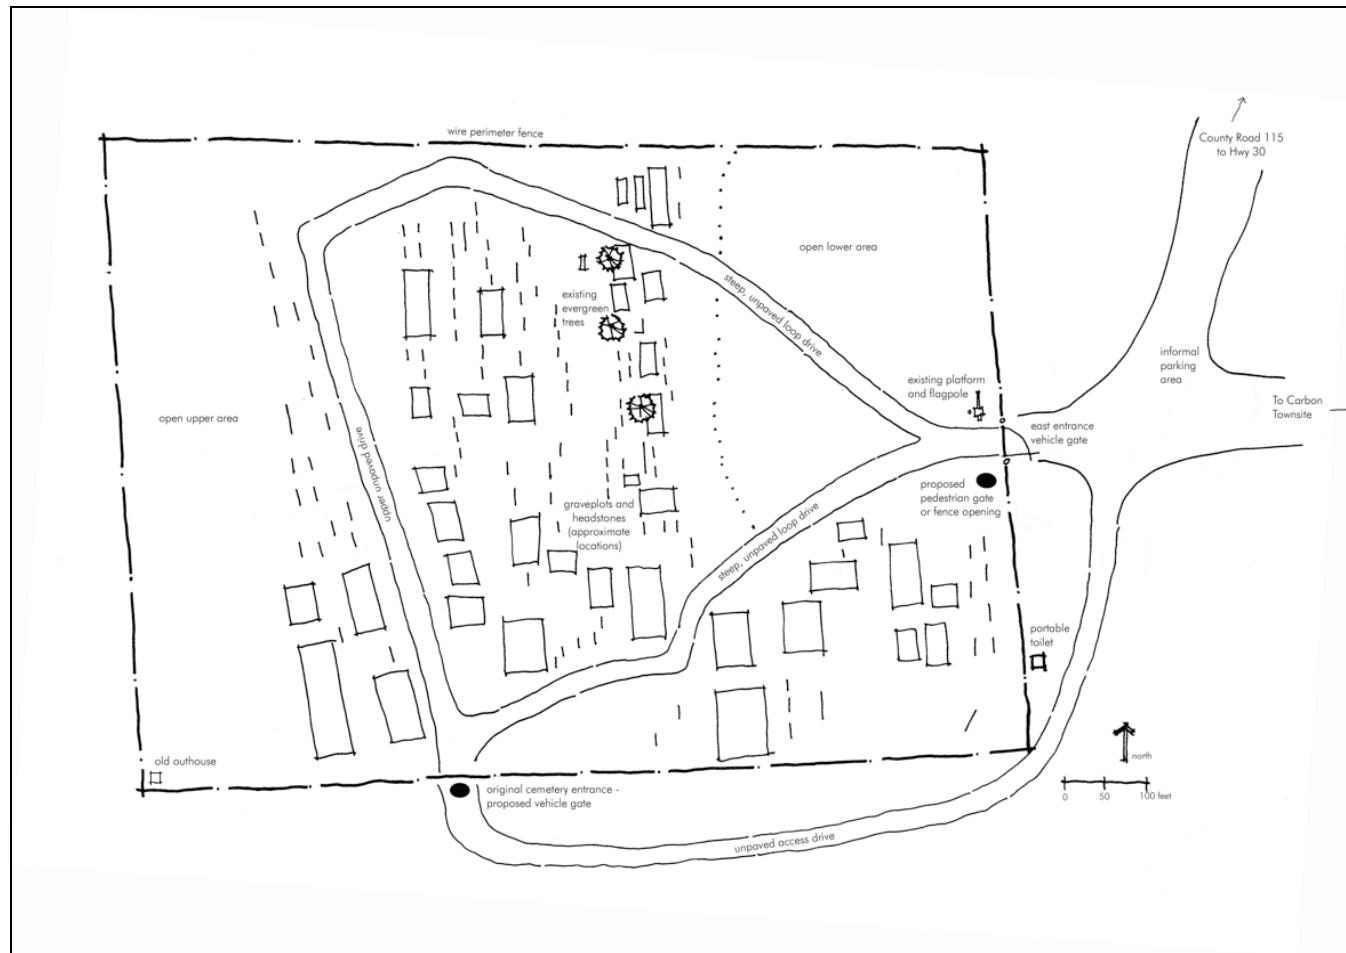 wire perimeter fence
County Road 115
to Hwy 30
open lower area
existing
evergreen
trees
steep, unpaved loop drive
informal
parking
area
existing platform
and flagpole
To Carbon
Townsite
open upper area
east entrance
vehicle gate
upper unpaved drive
proposed
pedestrian gate
or fence opening
graveplots and
headstones
(approximate
locations)
steep, unpaved loop drive
portable
toilet
old outhouse
north
original cemetery entrance -
proposed vehicle gate
0 50 100 feet
unpaved access drive